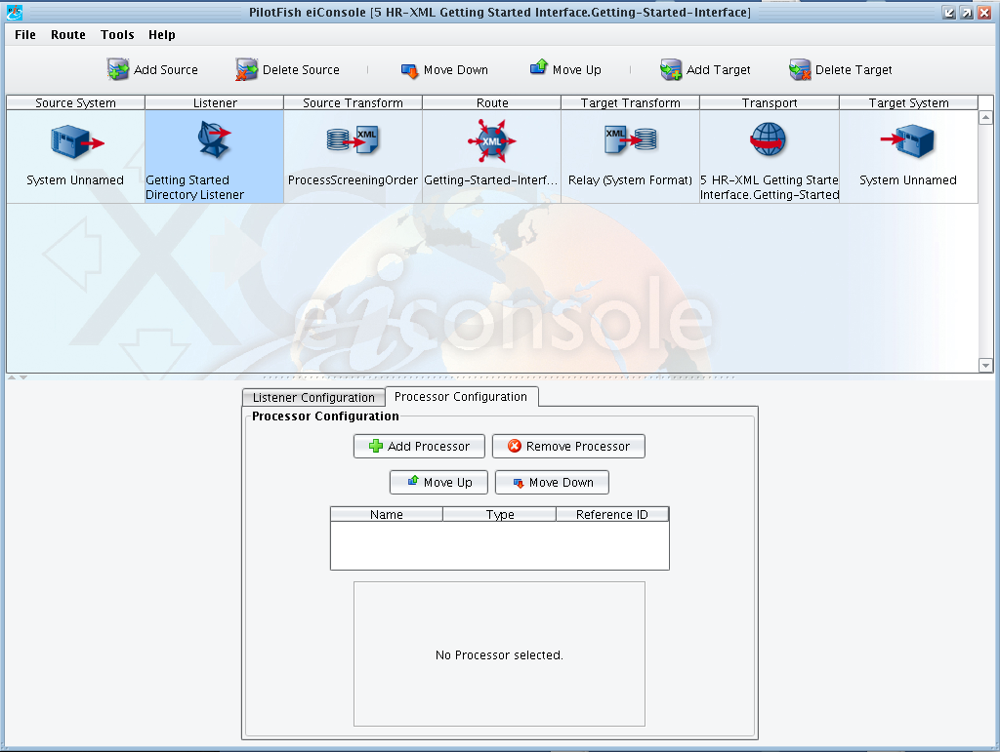 PilotFish eiConsole [5 HR-XML Getting Started Interface.Getting-Started-Interface]
File Route Tools Help
Add Source Delete Source Move Down Move Up Add Target Delete Target
Source System Listener Source Transform Route Target Transform Transport Target System
XML XML XML
System Unnamed Getting Started ProcessScreeningOrder Getting-Started-Interf... Relay (System Format) 5 HR-XML Getting Starte System Unnamed
Directory Listener Interface.Getting-Started
XCS
eiconsole
Listener Configuration Processor Configuration
Processor Configuration
Add Processor Remove Processor
Move Up Move Down
Name Type Reference ID
No Processor selected.